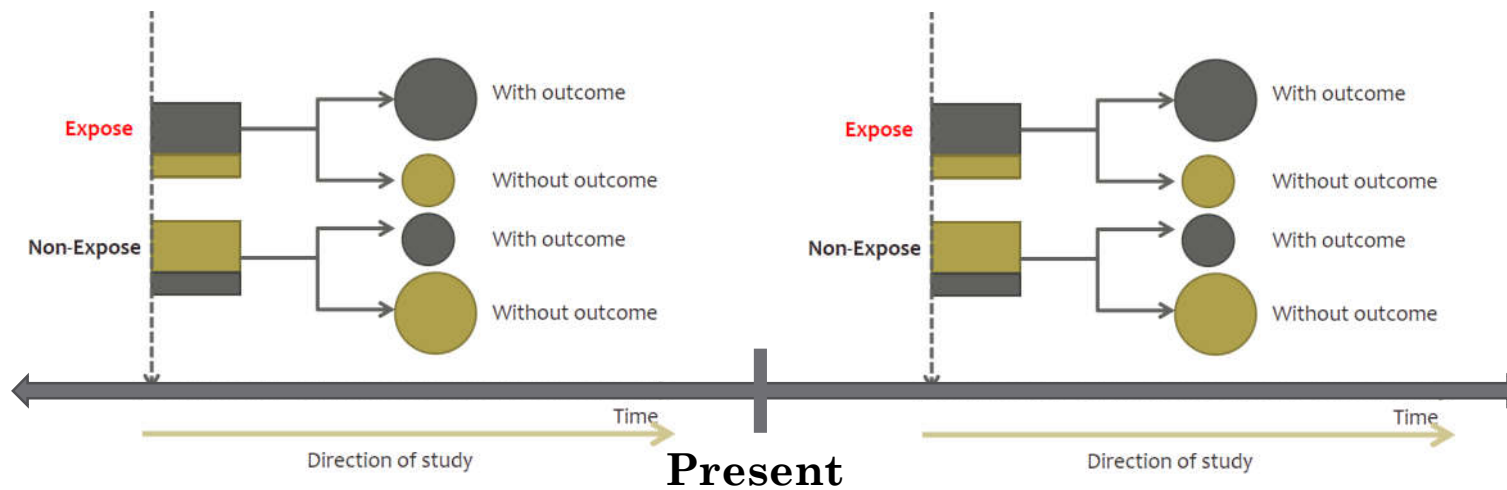 With outcome
Expose
Without outcome
With outcome
Non-Expose
Without outcome
Time
Direction of study
With outcome
Expose
Without outcome
With outcome
Non-Expose
Without outcome
Time
Direction of study
Present